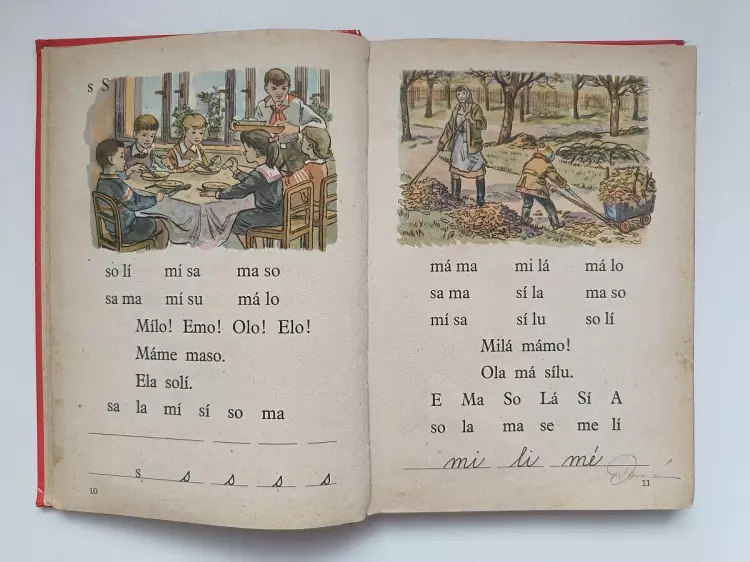 s S
so lí mí sa ma so
sa ma mí su má lo
Mílo! Emo! Olo! Elo!
Máme maso.
Ela solí.
sa la mí sí so ma
s s s s s
10
má ma mi lá má lo
sa ma sí la ma so
mí sa sí lu so lí
Milá mámo!
Ola má sílu.
E Ma So Lá Sí A
so la ma se me lí
mi li mé
11